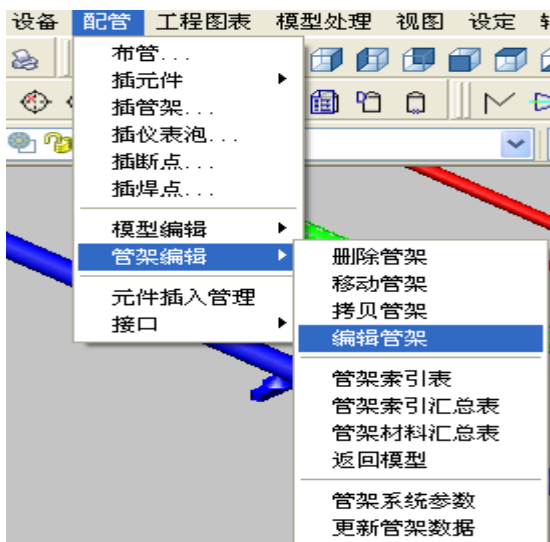 设备 配管 工程图表 模型处理 视图 设定
布管...
插元件
插管架...
插仪表泡...
插断点...
插焊点...
模型编辑
管架编辑
元件插入管理
接口
删除管架
移动管架
拷贝管架
编辑管架
管架索引表
管架索引汇总表
管架材料汇总表
返回模型
管架系统参数
更新管架数据